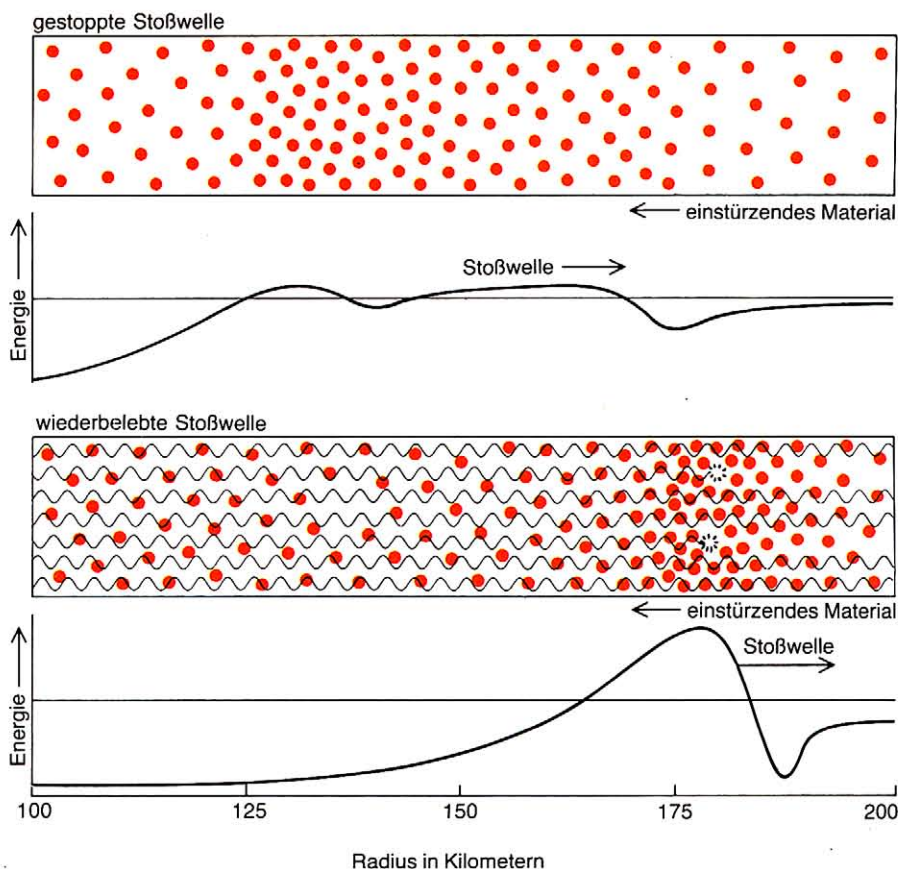 gestoppte Stoßwelle
einstürzendes Material
Stoßwelle
Energie
wiederbelebte Stoßwelle
einstürzendes Material
Stoßwelle
Energie
100 125 150 175 200
Radius in Kilometern